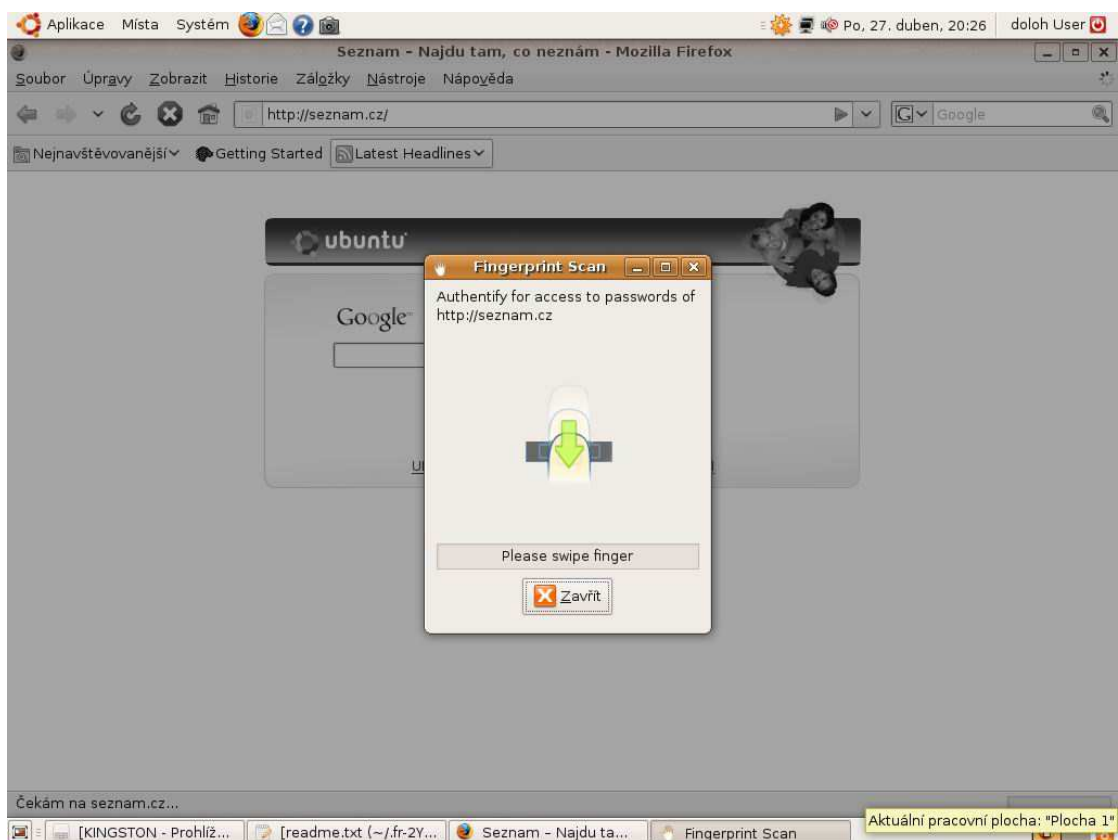 Aplikace Místa Systém Po, 27. duben, 20:26 doloh User
Seznam - Najdu tam, co neznám - Mozilla Firefox
Soubor Úpravy Zobrazit Historie Záložky Nástroje Nápověda
http://seznam.cz/ G Google
Nejnavštěvovanější Getting Started Latest Headlines
ubuntu
Fingerprint Scan
Authentify for access to passwords of
http://seznam.cz
Google
Please swipe finger
Zavřít
Čekám na seznam.cz...
Aktuální pracovní plocha: "Plocha 1"
[KINGSTON - Prohlíž... [readme.txt (~/.fr-2Y... Seznam - Najdu ta... Fingerprint Scan